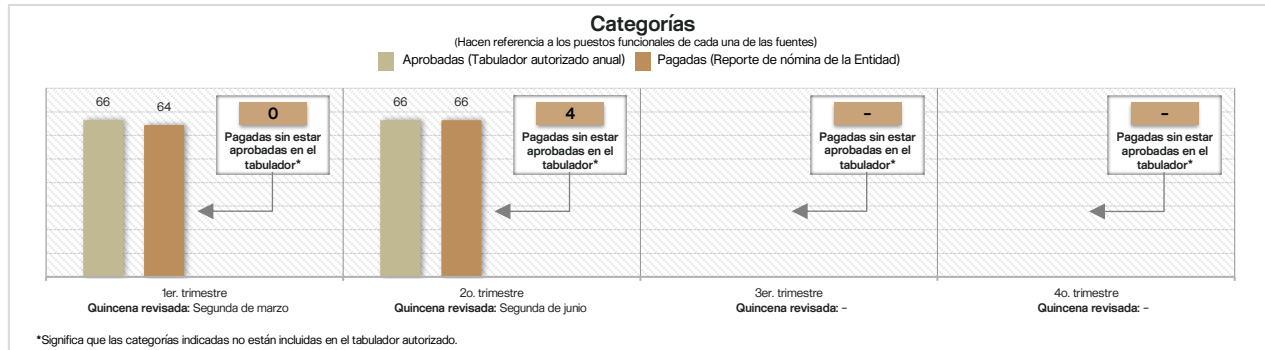 Categorías
(Hacen referencia a los puestos funcionales de cada una de las fuentes)
Aprobadas (Tabulador autorizado anual) Pagadas (Reporte de nómina de la Entidad)
66
64
0
Pagadas sin estar
aprobadas en el
tabulador*
66
66
4
Pagadas sin estar
aprobadas en el
tabulador*
-
Pagadas sin estar
aprobadas en el
tabulador*
-
Pagadas sin estar
aprobadas en el
tabulador*
1er. trimestre
Quincena revisada: Segunda de marzo
2o. trimestre
Quincena revisada: Segunda de junio
3er. trimestre
Quincena revisada: -
4o. trimestre
Quincena revisada: -
*Significa que las categorías indicadas no están incluidas en el tabulador autorizado.